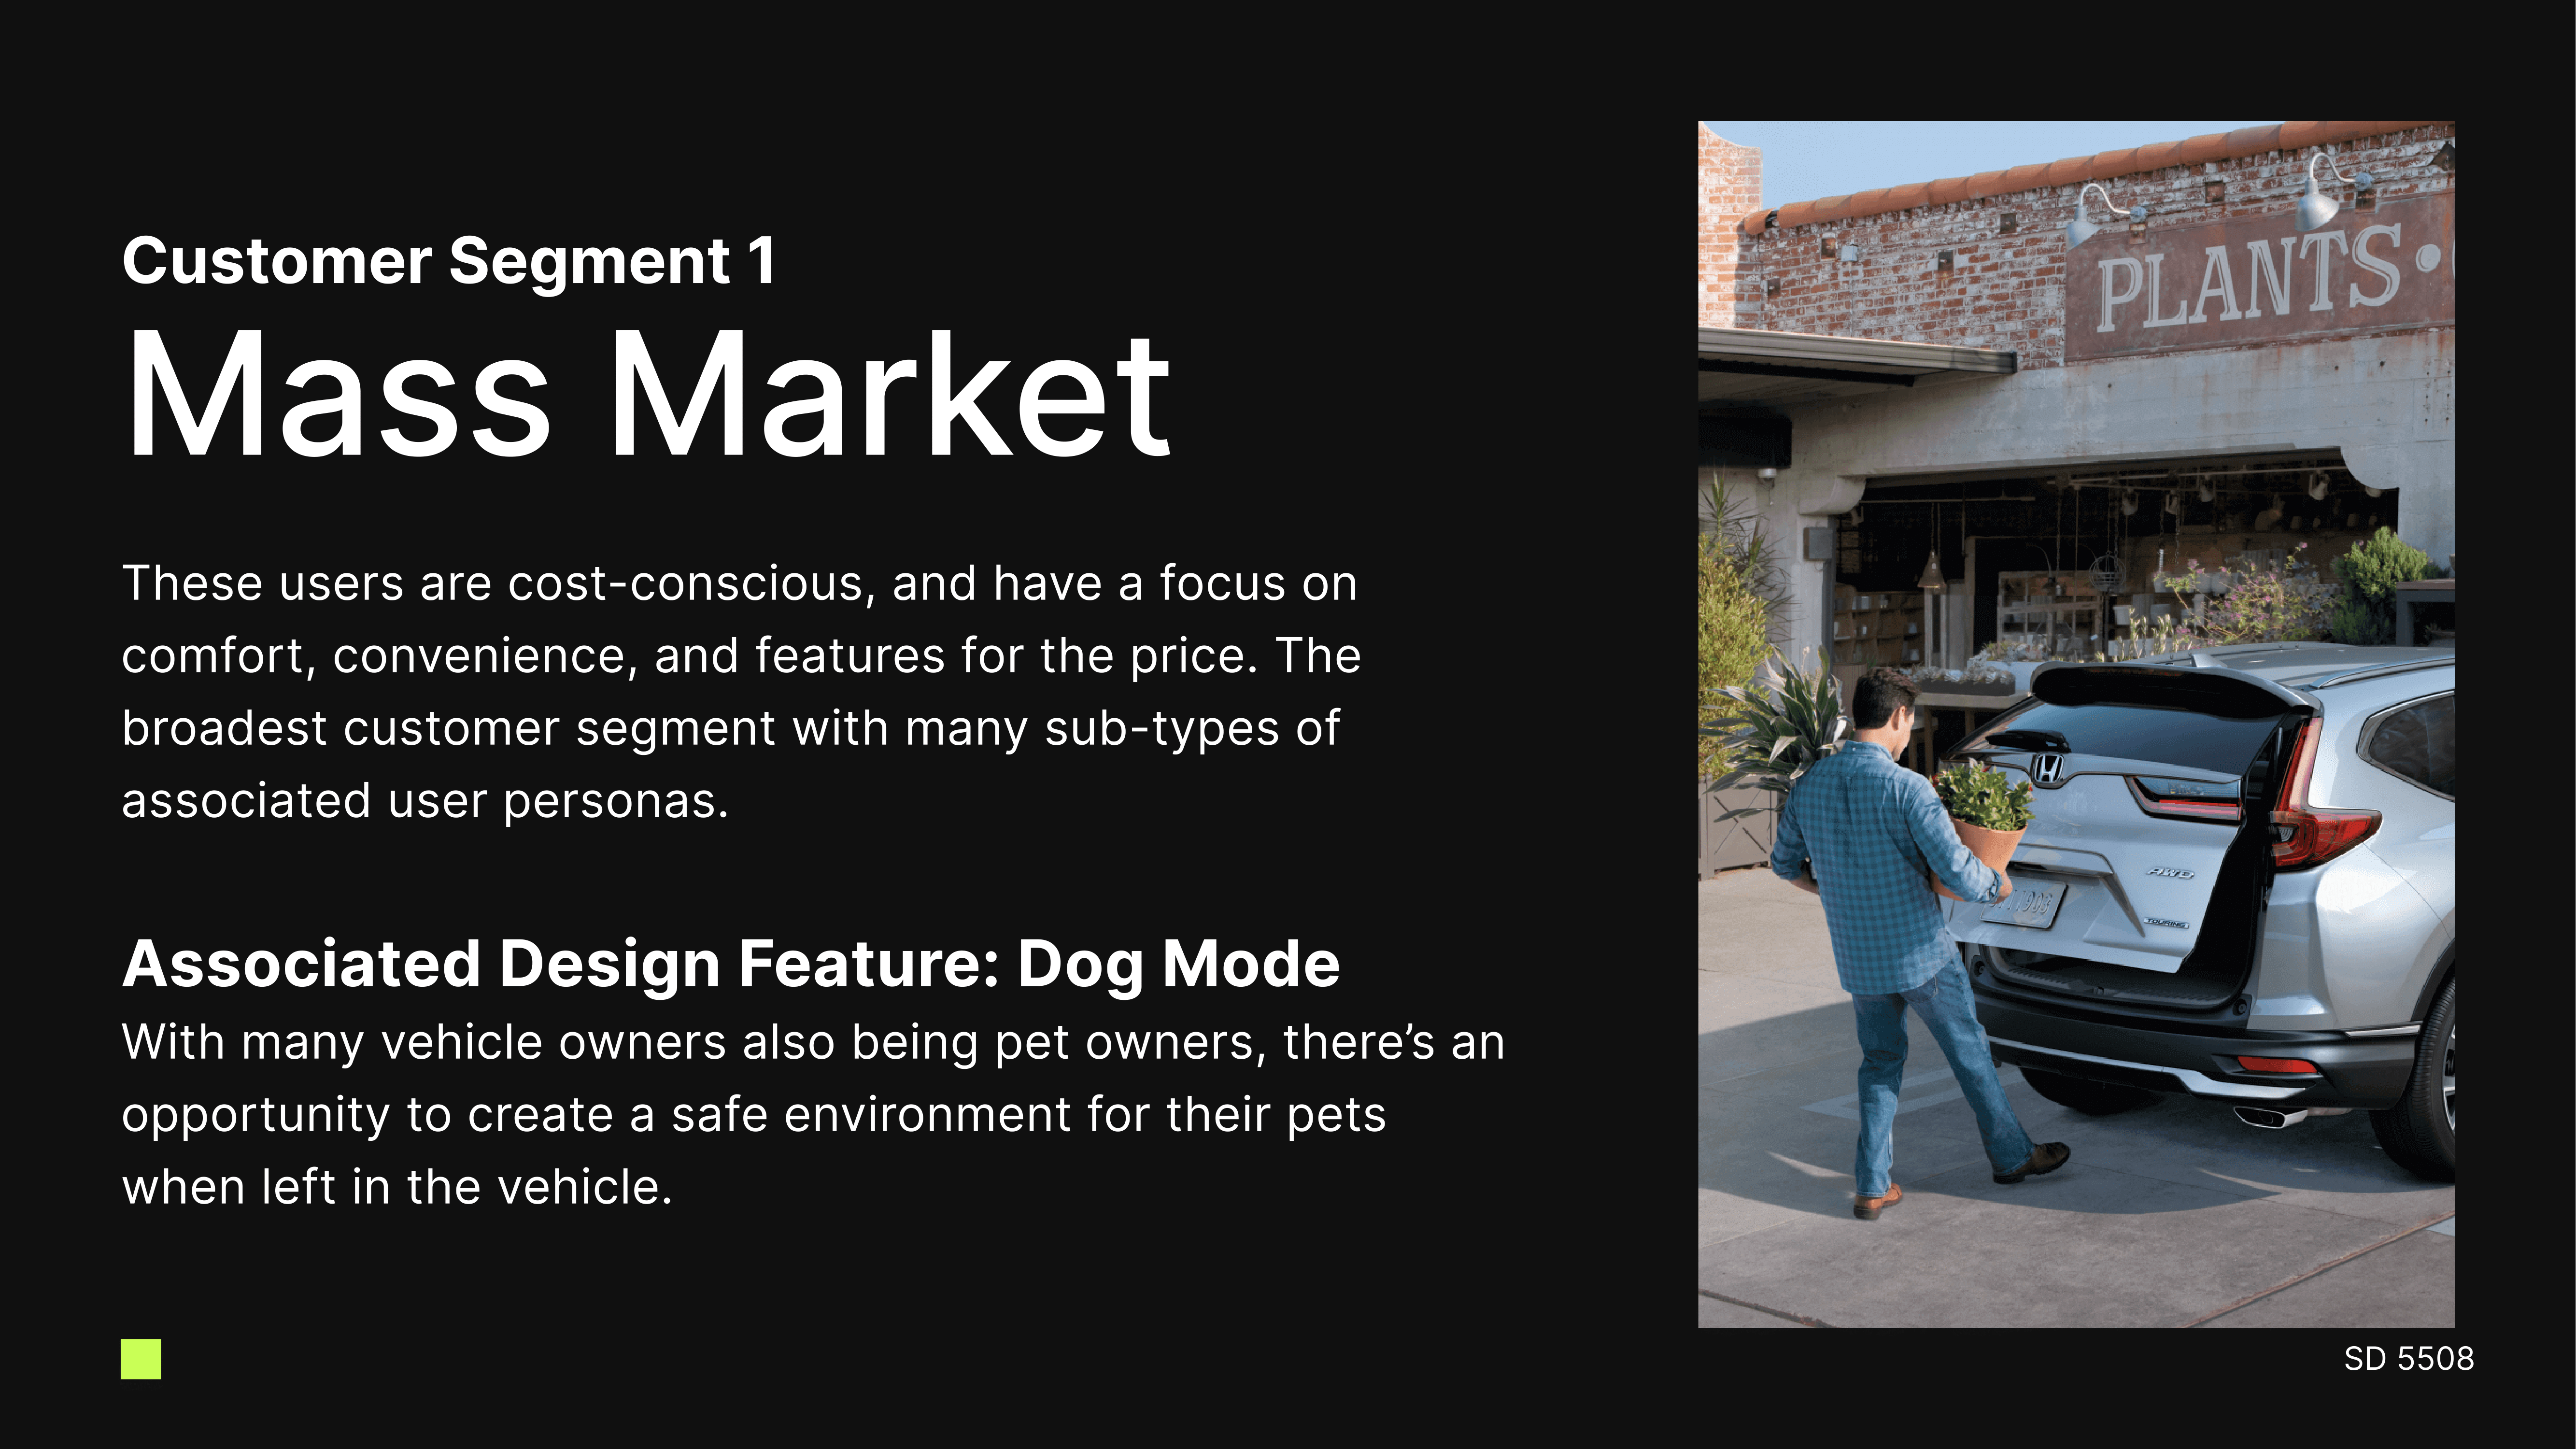 Customer Segment 1
Mass Market
These users are cost-conscious, and have a focus on
comfort, convenience, and features for the price. The
broadest customer segment with many sub-types of
associated user personas.
Associated Design Feature: Dog Mode
With many vehicle owners also being pet owners, there’s an
opportunity to create a safe environment for their pets
when left in the vehicle.
PLANTS •
AWD
TOURING
SD 5508